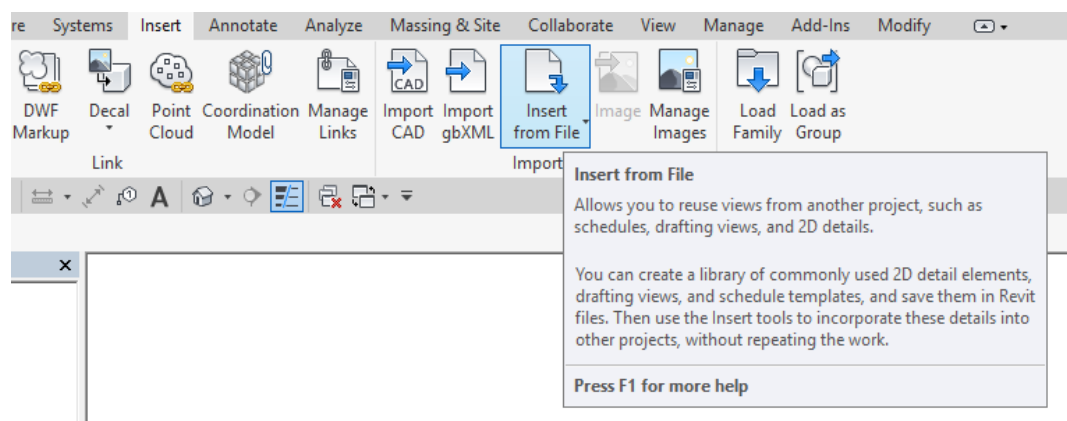 re Systems Insert Annotate Analyze Massing & Site Collaborate View Manage Add-Ins Modify
DWF Decal Point Coordination Manage Import Import Insert Image Manage Load Load as
Markup Cloud Model Links CAD gbXML from File Images Family Group
CAD
Link Import
A
Insert from File
Allows you to reuse views from another project, such as
schedules, drafting views, and 2D details.
You can create a library of commonly used 2D detail elements,
drafting views, and schedule templates, and save them in Revit
files. Then use the Insert tools to incorporate these details into
other projects, without repeating the work.
Press F1 for more help